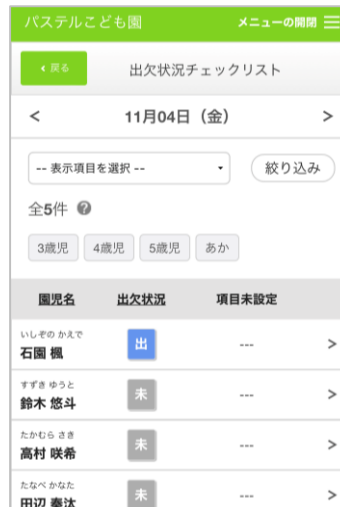 パステルこども園 メニューの開閉
戻る 出欠状況チェックリスト
< 11月04日（金） >
-- 表示項目を選択 -- 絞り込み
全5件 ?
3歳児 4歳児 5歳児 あか
園児名 出欠状況 項目未設定
いしぞの かえで
石園 楓 出 --- >
すずき ゆうと
鈴木 悠斗 未 --- >
たかむら さき
高村 咲希 未 --- >
たなべ かなた
田辺 奏汰 未 --- >